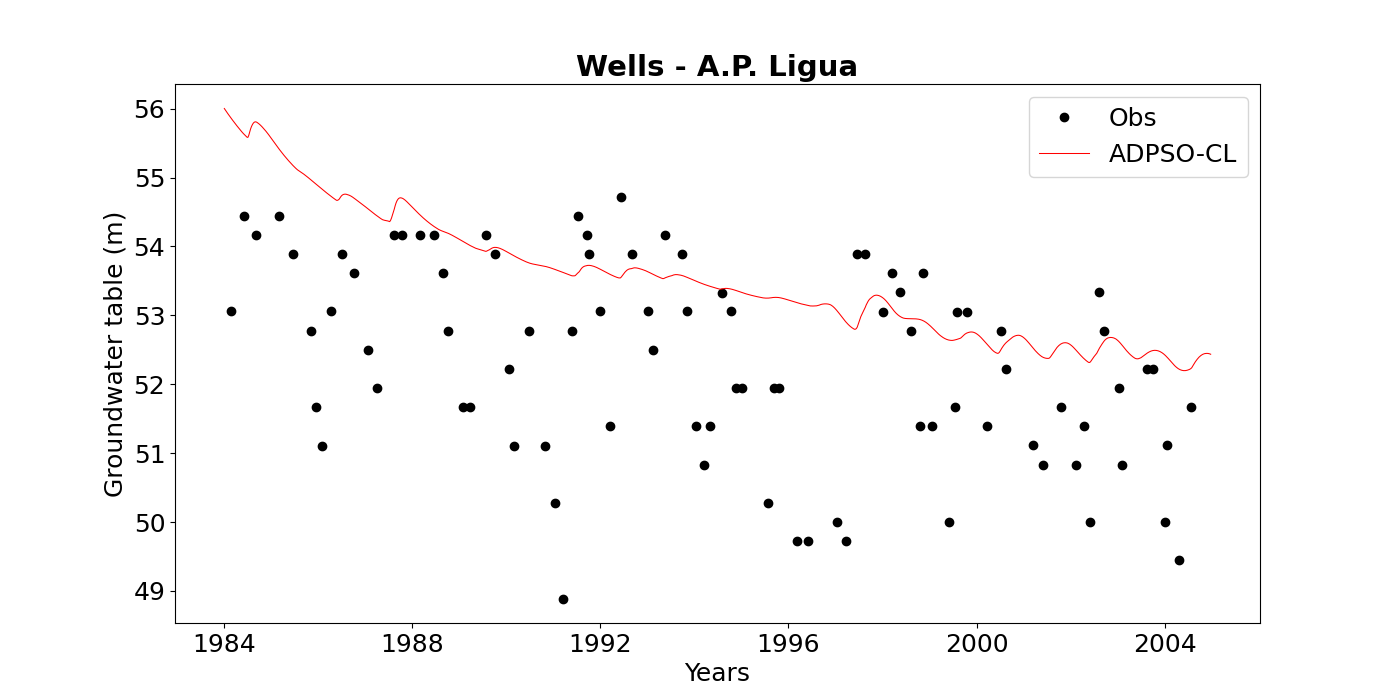 Wells - A.P. Ligua
Obs
ADPSO-CL
Groundwater table (m)
56
55
54
53
52
51
50
49
1984 1988 1992 1996 2000 2004
Years